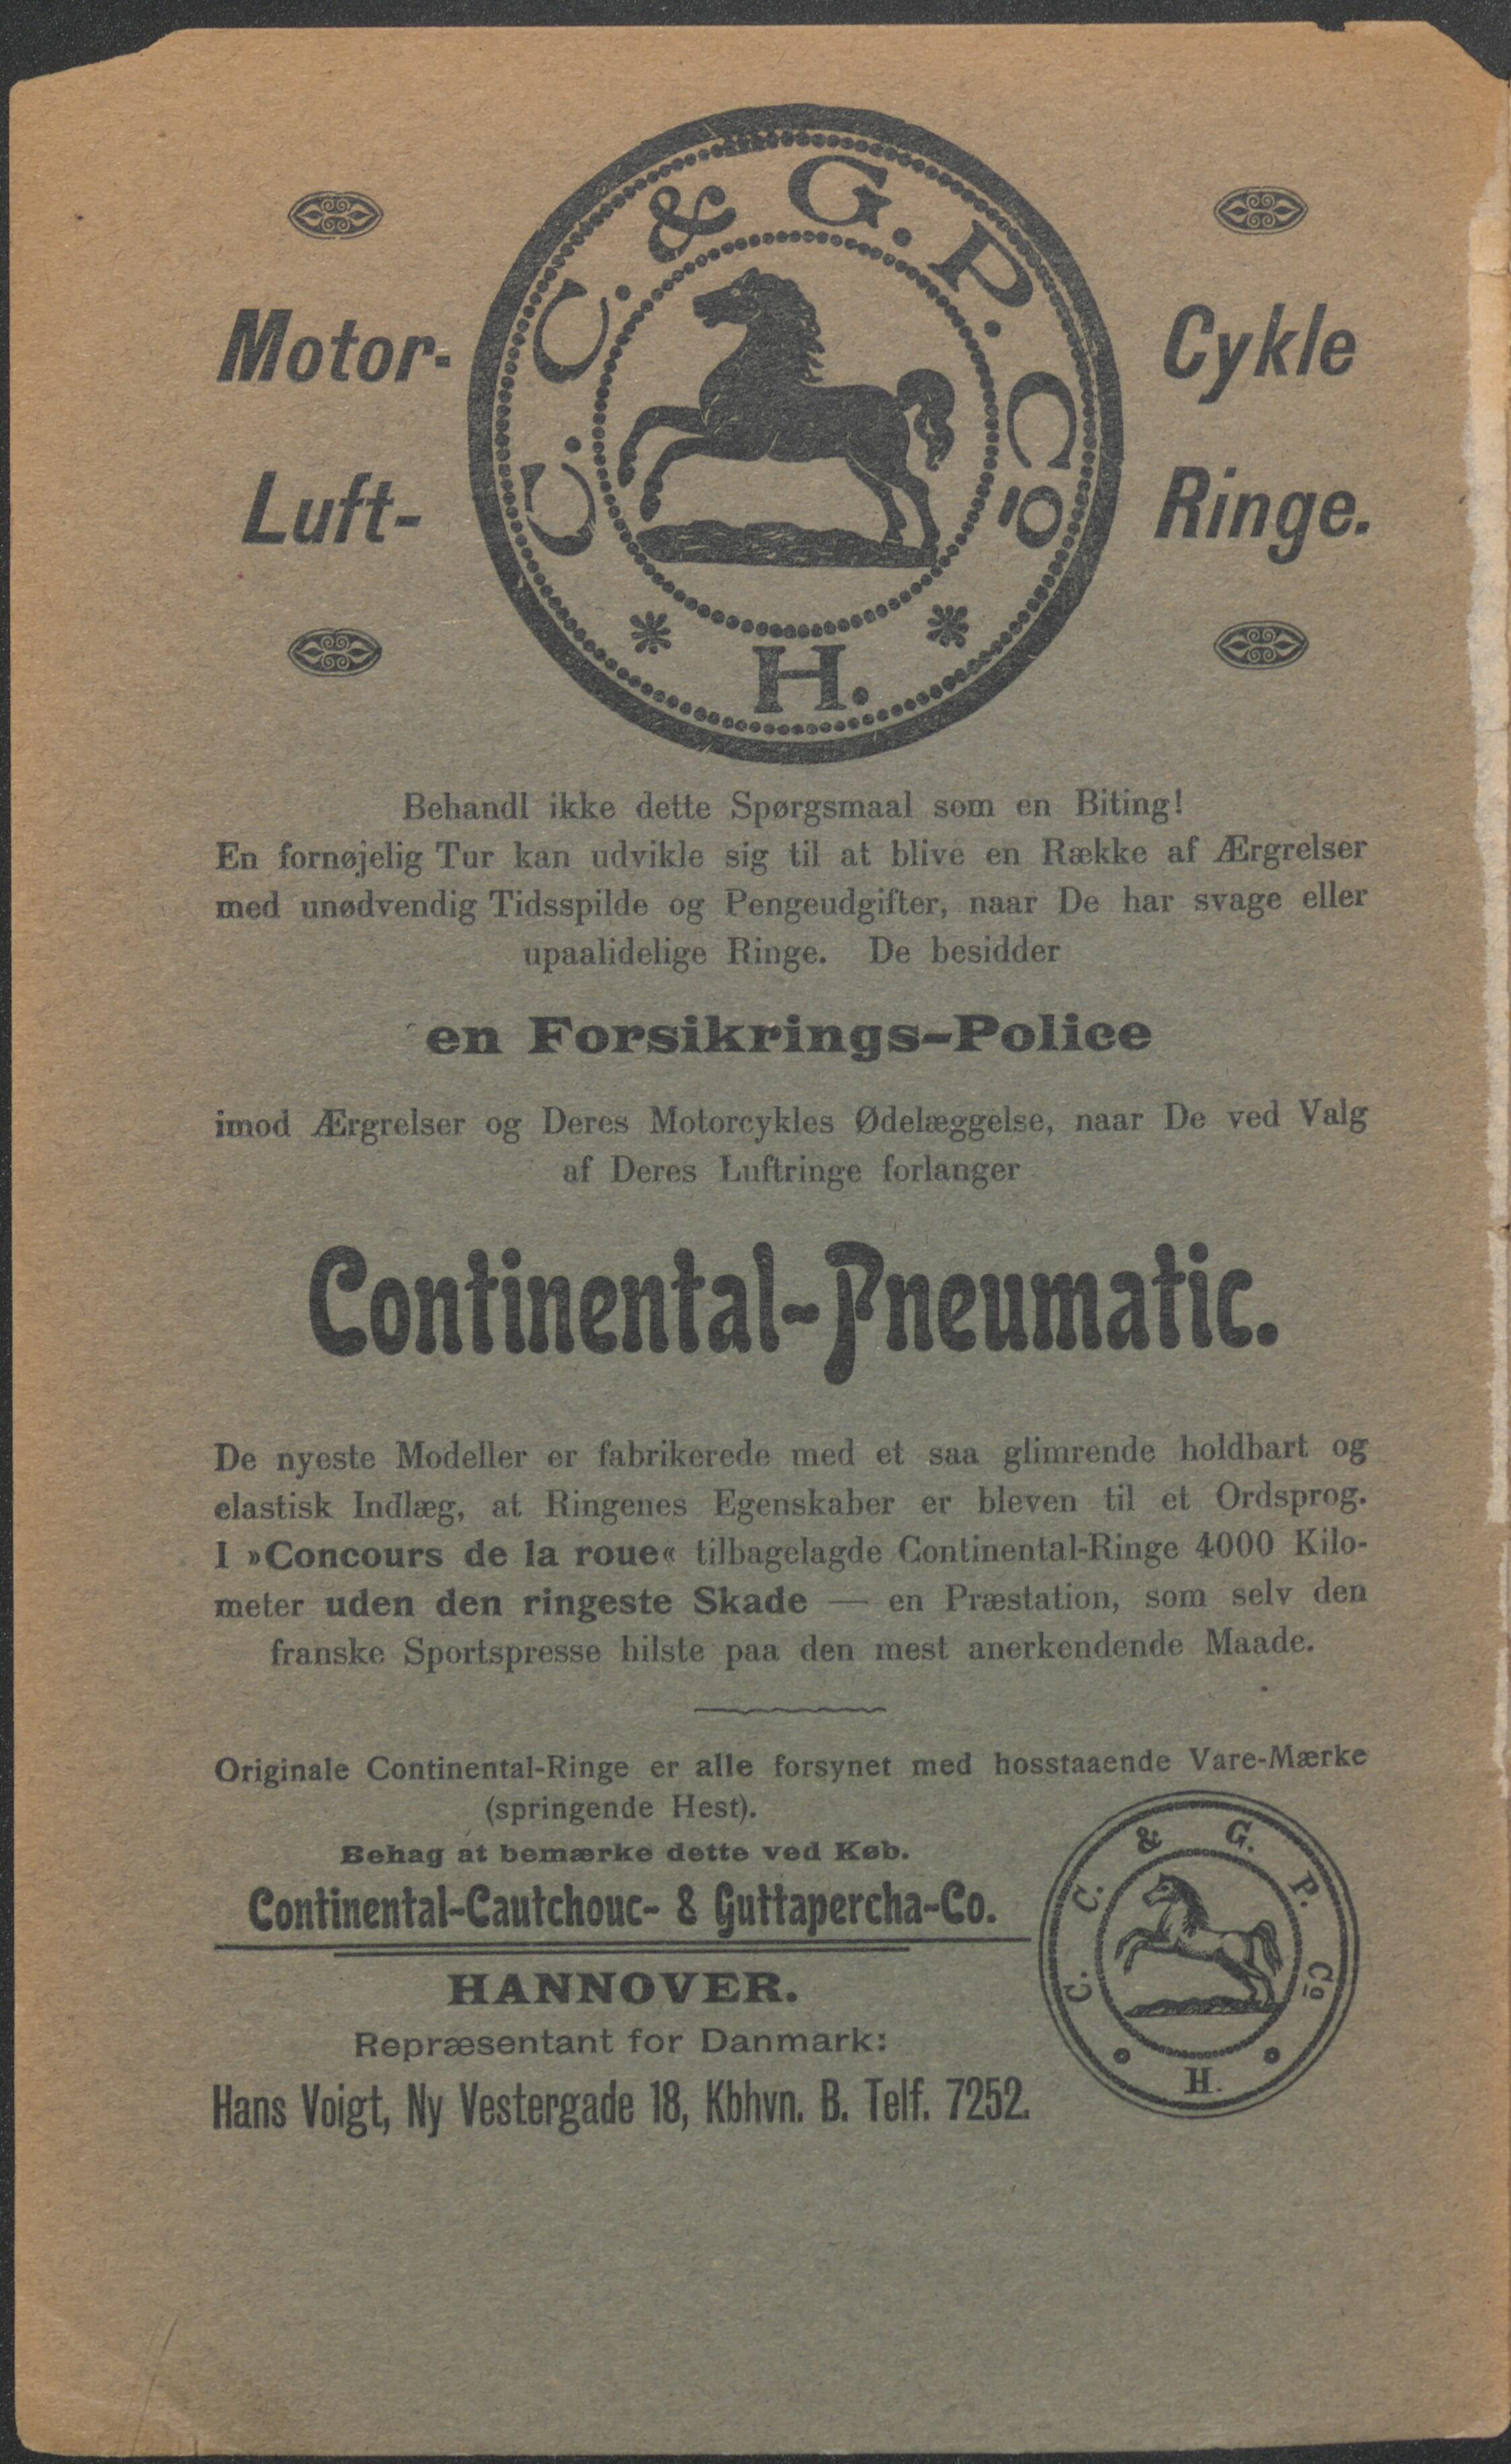 C. C. & G. P. Co
H.
Motor- Cykle
Luft- Ringe.
Behandl ikke dette Spørgsmaal som en Biting!
En fornøjelig Tur kan udvikle sig til at blive en Række af Ærgrelser
med unødvendig Tidsspilde og Pengeudgifter, naar De har svage eller
upaalidelige Ringe. De besidder
en Forsikrings-Police
imod Ærgrelser og Deres Motorcykles Ødelæggelse, naar De ved Valg
af Deres Luftringe forlanger
Continental-Pneumatic.
De nyeste Modeller er fabrikerede med et saa glimrende holdbart og
elastisk Indlæg, at Ringenes Egenskaber er bleven til et Ordsprog.
I »Concours de la roue« tilbagelagde Continental-Ringe 4000 Kilo-
meter uden den ringeste Skade — en Præstation, som selv den
franske Sportspresse hilste paa den mest anerkendende Maade.
Originale Continental-Ringe er alle forsynet med hosstaaende Vare-Mærke
(springende Hest).
Behag at bemærke dette ved Køb.
Continental-Cautchouc- & Guttapercha-Co.
HANNOVER.
Repræsentant for Danmark:
Hans Voigt, Ny Vestergade 18, Kbhvn. B. Telf. 7252.
C. C. & G. P. Co
H.